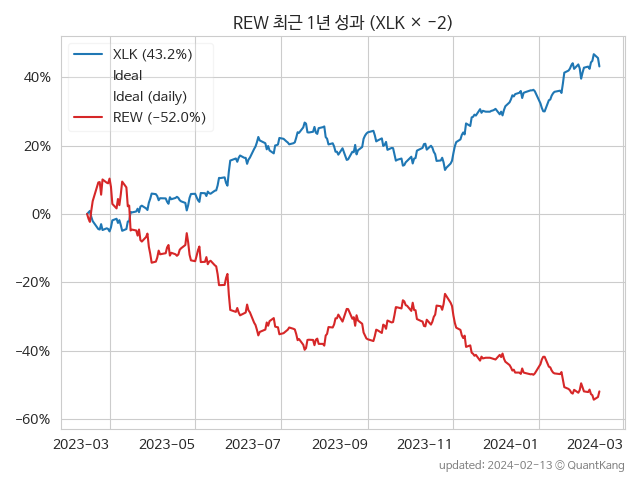 REW 최근 1년 성과 (XLK × −2)
XLK (43.2%)
Ideal
Ideal (daily)
REW (−52.0%)
40%
20%
0%
−20%
−40%
−60%
2023-03
2023-05
2023-07
2023-09
2023-11
2024-01
2024-03
updated: 2024-02-13 © QuantKang